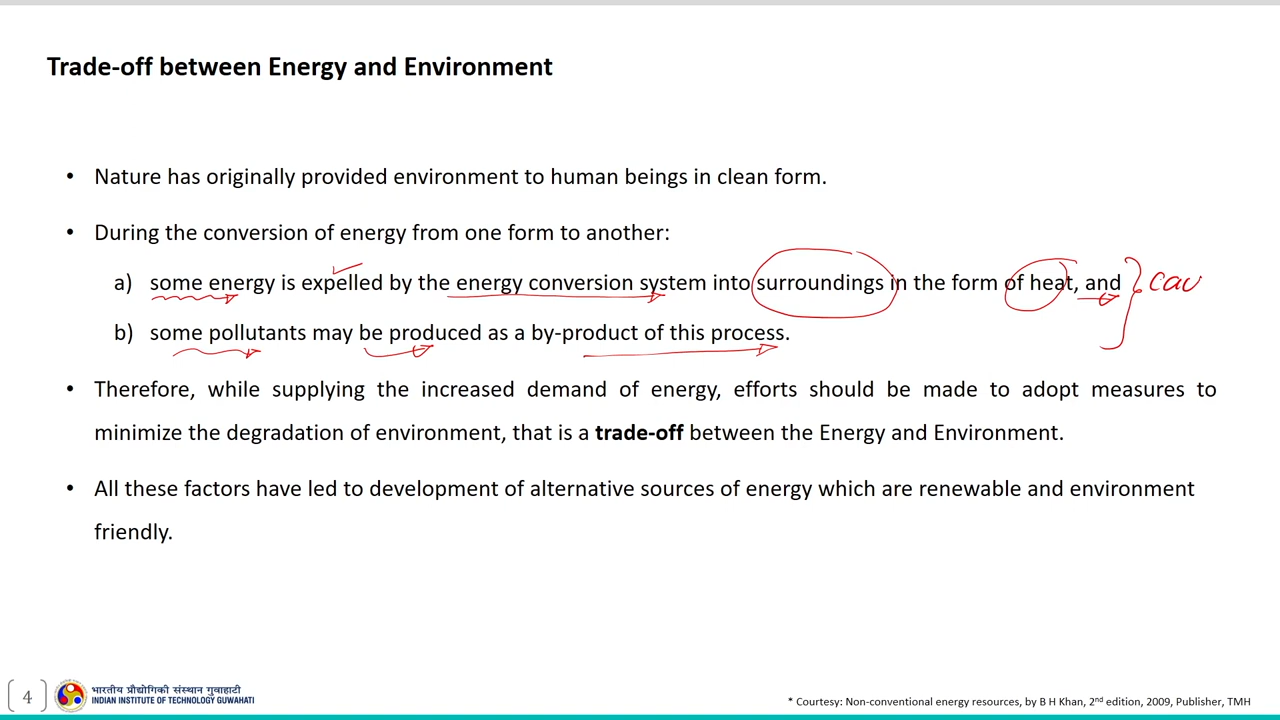 Trade-off between Energy and Environment
• Nature has originally provided environment to human beings in clean form.
• During the conversion of energy from one form to another:
a) some energy is expelled by the energy conversion system into surroundings in the form of heat, and
cau
b) some pollutants may be produced as a by-product of this process.
• Therefore, while supplying the increased demand of energy, efforts should be made to adopt measures to
minimize the degradation of environment, that is a trade-off between the Energy and Environment.
• All these factors have led to development of alternative sources of energy which are renewable and environment
friendly.
4
भारतीय प्रौद्योगिकी संस्थान गुवाहाटी
INDIAN INSTITUTE OF TECHNOLOGY GUWAHATI
* Courtesy: Non-conventional energy resources, by B H Khan, 2nd edition, 2009, Publisher, TMH